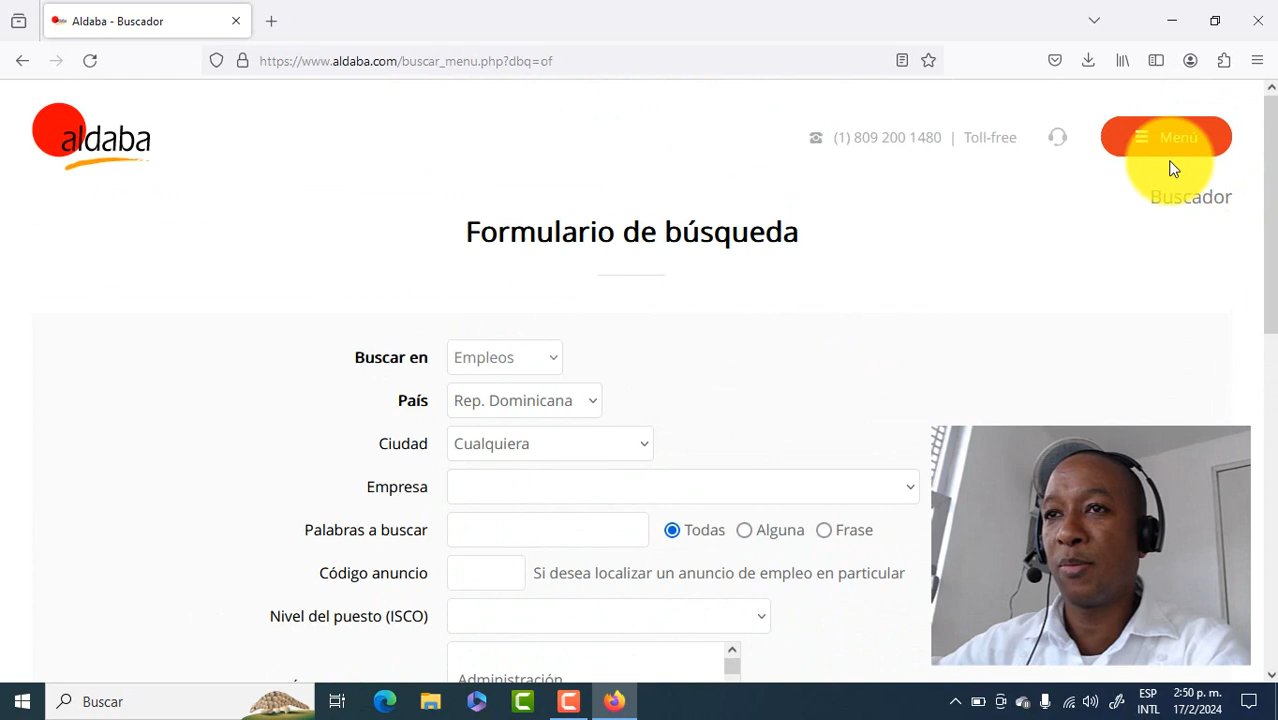 Aldaba - Buscador
https://www.aldaba.com/buscar_menu.php?dbq=of
aldaba
(1) 809 200 1480 | Toll-free
Menú
Buscador
Formulario de búsqueda
Buscar en Empleos
País Rep. Dominicana
Ciudad Cualquiera
Empresa
Palabras a buscar Todas Alguna Frase
Código anuncio Si desea localizar un anuncio de empleo en particular
Nivel del puesto (ISCO)
Administración
Buscar
ESP
INTL
2:50 p. m.
17/2/2024